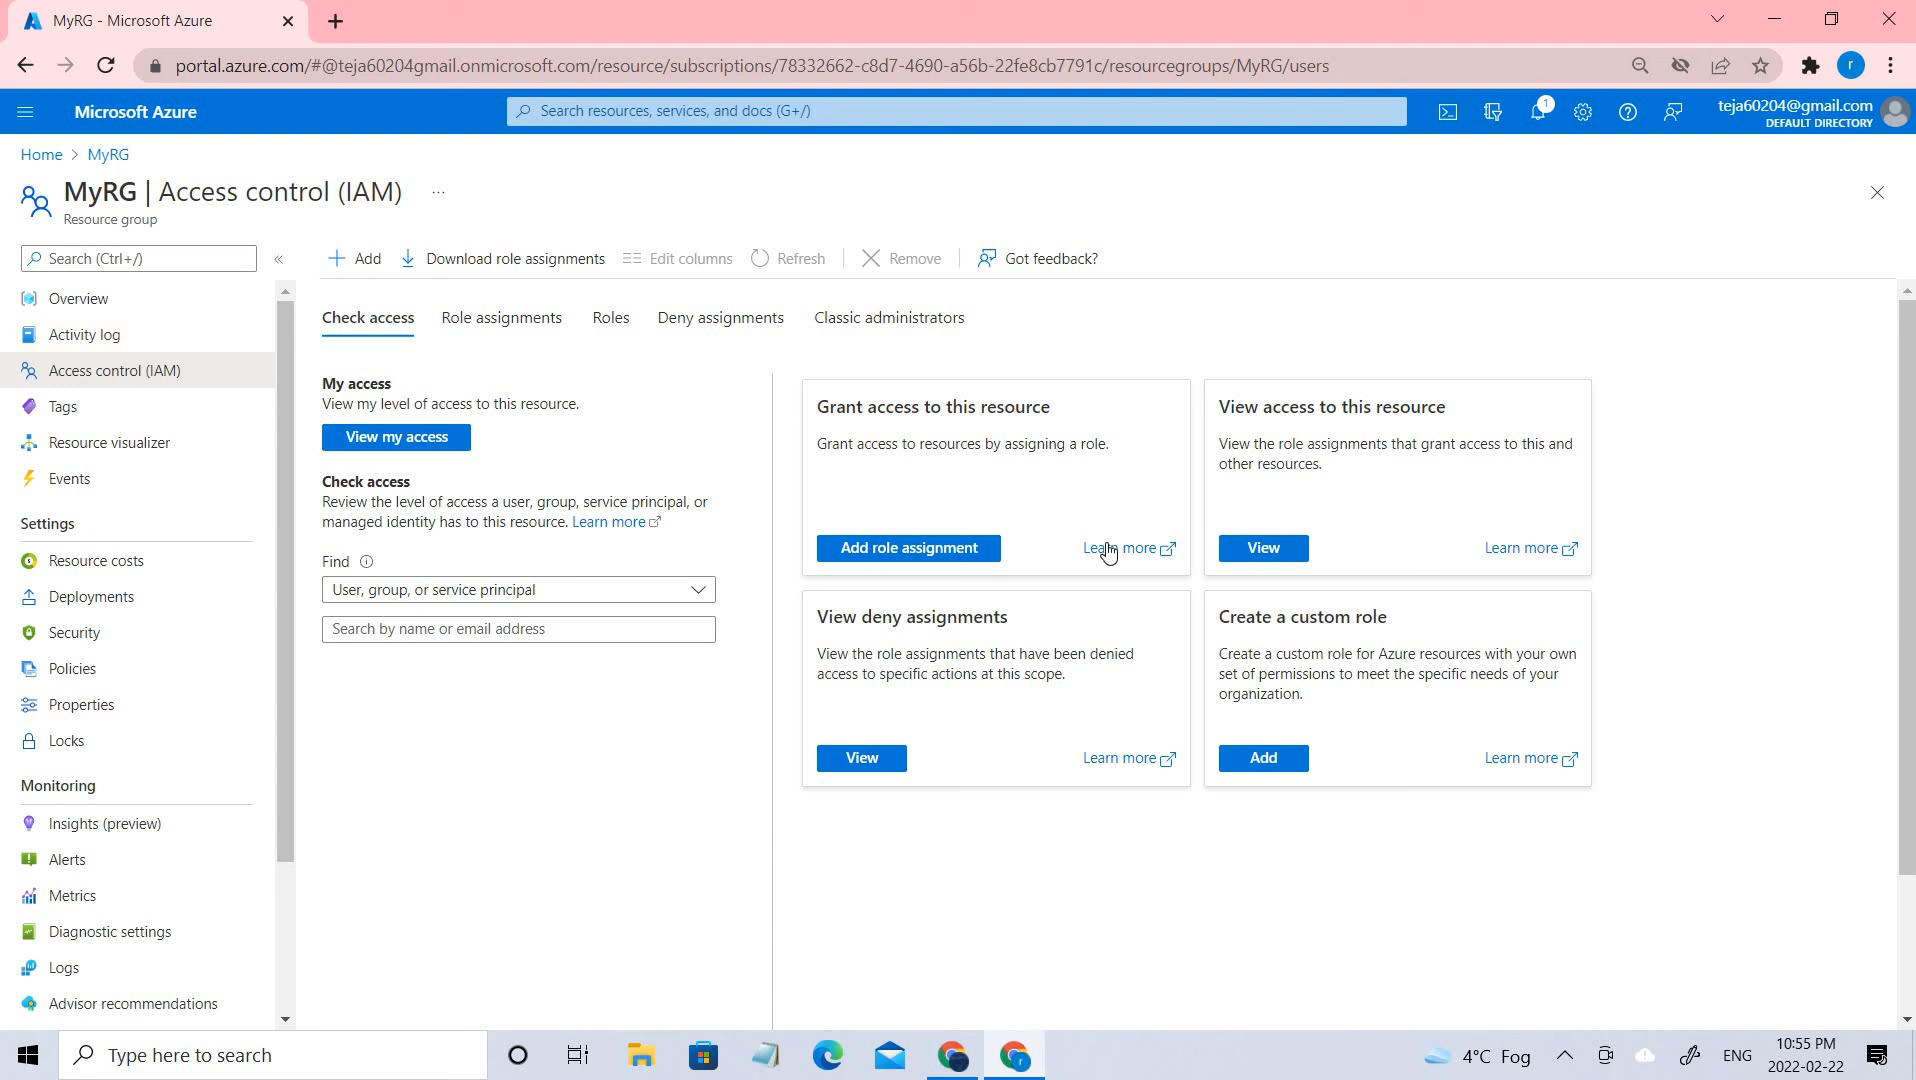 MyRG - Microsoft Azure
portal.azure.com/#@teja60204gmail.onmicrosoft.com/resource/subscriptions/78332662-c8d7-4690-a56b-22fe8cb7791c/resourcegroups/MyRG/users
r
Microsoft Azure
Search resources, services, and docs (G+/)
1
teja60204@gmail.com
DEFAULT DIRECTORY
Home > MyRG
MyRG | Access control (IAM) ...
Resource group
Search (Ctrl+/)
«
Add
Download role assignments
Edit columns
Refresh
Remove
Got feedback?
Overview
Activity log
Access control (IAM)
Tags
Resource visualizer
Events
Settings
Resource costs
Deployments
Security
Policies
Properties
Locks
Monitoring
Insights (preview)
Alerts
Metrics
Diagnostic settings
Logs
Advisor recommendations
Check access
Role assignments
Roles
Deny assignments
Classic administrators
My access
View my level of access to this resource.
View my access
Check access
Review the level of access a user, group, service principal, or
managed identity has to this resource. Learn more
Find
User, group, or service principal
Search by name or email address
Grant access to this resource
Grant access to resources by assigning a role.
Add role assignment
Learn more
View access to this resource
View the role assignments that grant access to this and
other resources.
View
Learn more
View deny assignments
View the role assignments that have been denied
access to specific actions at this scope.
View
Learn more
Create a custom role
Create a custom role for Azure resources with your own
set of permissions to meet the specific needs of your
organization.
Add
Learn more
Type here to search
4°C Fog
ENG
10:55 PM
2022-02-22